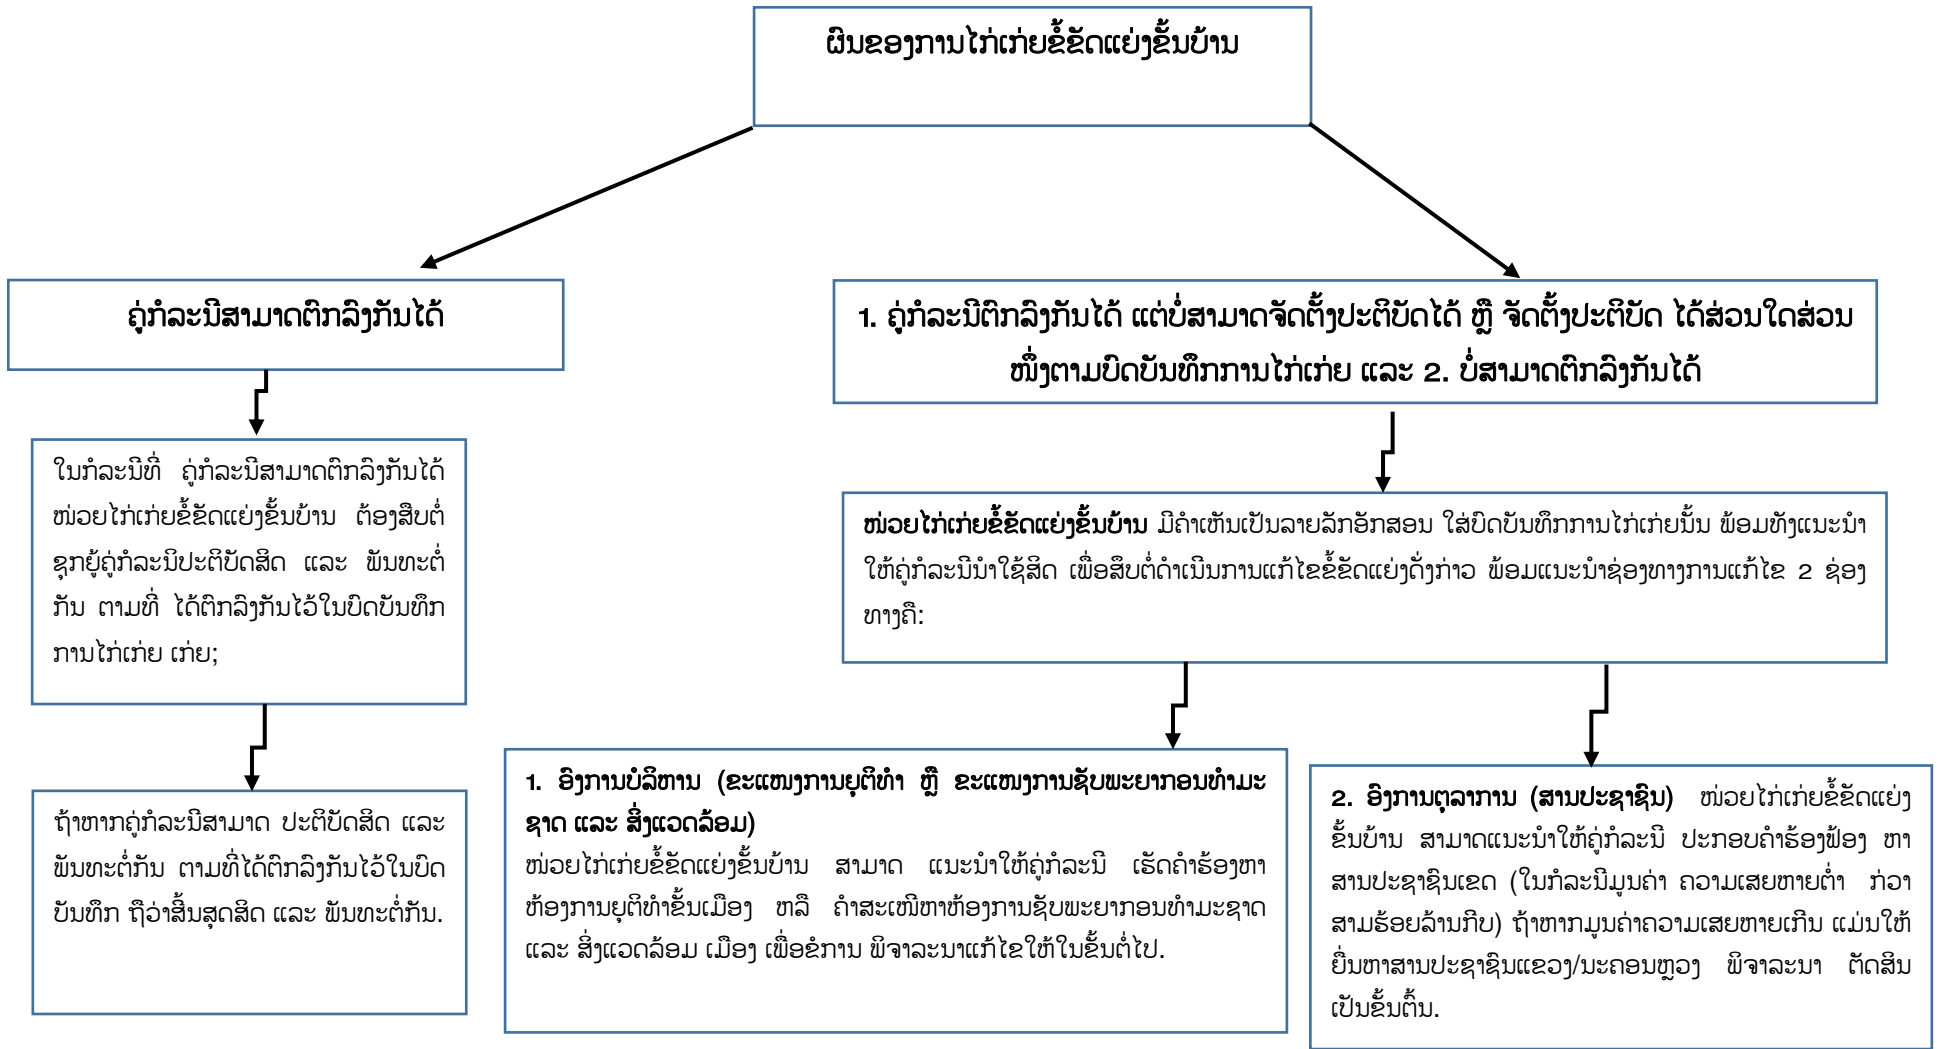 ຜົນຂອງການໄກ່ເກ່ຍຂໍ້ຂັດແຍ່ງຂັ້ນບ້ານ
ຄູ່ກໍລະນີສາມາດຕົກລົງກັນໄດ້
1. ຄູ່ກໍລະນີຕົກລົງກັນໄດ້ ແຕ່ບໍ່ສາມາດຈັດຕັ້ງປະຕິບັດໄດ້ ຫຼື ຈັດຕັ້ງປະຕິບັດ ໄດ້ສ່ວນໃດສ່ວນ
ໜຶ່ງຕາມບົດບັນທຶກການໄກ່ເກ່ຍ ແລະ 2. ບໍ່ສາມາດຕົກລົງກັນໄດ້
ໃນກໍລະນີທີ່ ຄູ່ກໍລະນີສາມາດຕົກລົງກັນໄດ້
ໜ່ວຍໄກ່ເກ່ຍຂໍ້ຂັດແຍ່ງຂັ້ນບ້ານ ຕ້ອງສືບຕໍ່
ຊຸກຍູ້ຄູ່ກໍລະນິປະຕິບັດສິດ ແລະ ພັນທະຕໍ່
ກັນ ຕາມທີ່ ໄດ້ຕົກລົງກັນໄວ້ໃນບົດບັນທຶກ
ການໄກ່ເກ່ຍ ເກ່ຍ;
ໜ່ວຍໄກ່ເກ່ຍຂໍ້ຂັດແຍ່ງຂັ້ນບ້ານ ມີຄຳເຫັນເປັນລາຍລັກອັກສອນ ໃສ່ບົດບັນທຶກການໄກ່ເກ່ຍນັ້ນ ພ້ອມທັງແນະນຳ
ໃຫ້ຄູ່ກໍລະນີນຳໃຊ້ສິດ ເພື່ອສືບຕໍ່ດຳເນີນການແກ້ໄຂຂໍ້ຂັດແຍ່ງດັ່ງກ່າວ ພ້ອມແນະນຳຊ່ອງທາງການແກ້ໄຂ 2 ຊ່ອງ
ທາງຄື:
ຖ້າຫາກຄູ່ກໍລະນີສາມາດ ປະຕິບັດສິດ ແລະ
ພັນທະຕໍ່ກັນ ຕາມທີ່ໄດ້ຕົກລົງກັນໄວ້ໃນບົດ
ບັນທຶກ ຖືວ່າສິ້ນສຸດສິດ ແລະ ພັນທະຕໍ່ກັນ.
1. ອົງການບໍລິຫານ (ຂະແໜງການຍຸຕິທຳ ຫຼື ຂະແໜງການຊັບພະຍາກອນທຳມະ
ຊາດ ແລະ ສິ່ງແວດລ້ອມ)
ໜ່ວຍໄກ່ເກ່ຍຂໍ້ຂັດແຍ່ງຂັ້ນບ້ານ ສາມາດ ແນະນຳໃຫ້ຄູ່ກໍລະນີ ເຮັດຄຳຮ້ອງຫາ
ຫ້ອງການຍຸຕິທຳຂັ້ນເມືອງ ຫລື ຄຳສະເໜີຫາຫ້ອງການຊັບພະຍາກອນທຳມະຊາດ
ແລະ ສິ່ງແວດລ້ອມ ເມືອງ ເພື່ອຂໍການ ພິຈາລະນາແກ້ໄຂໃຫ້ໃນຂັ້ນຕໍ່ໄປ.
2. ອົງການຕຸລາການ (ສານປະຊາຊົນ) ໜ່ວຍໄກ່ເກ່ຍຂໍ້ຂັດແຍ່ງ
ຂັ້ນບ້ານ ສາມາດແນະນຳໃຫ້ຄູ່ກໍລະນີ ປະກອບຄຳຮ້ອງຟ້ອງ ຫາ
ສານປະຊາຊົນເຂດ (ໃນກໍລະນີມູນຄ່າ ຄວາມເສຍຫາຍຕໍ່າ ກ່ວາ
ສາມຮ້ອຍລ້ານກີບ) ຖ້າຫາກມູນຄ່າຄວາມເສຍຫາຍເກີນ ແມ່ນໃຫ້
ຍື່ນຫາສານປະຊາຊົນແຂວງ/ນະຄອນຫຼວງ ພິຈາລະນາ ຕັດສິນ
ເປັນຂັ້ນຕົ້ນ.